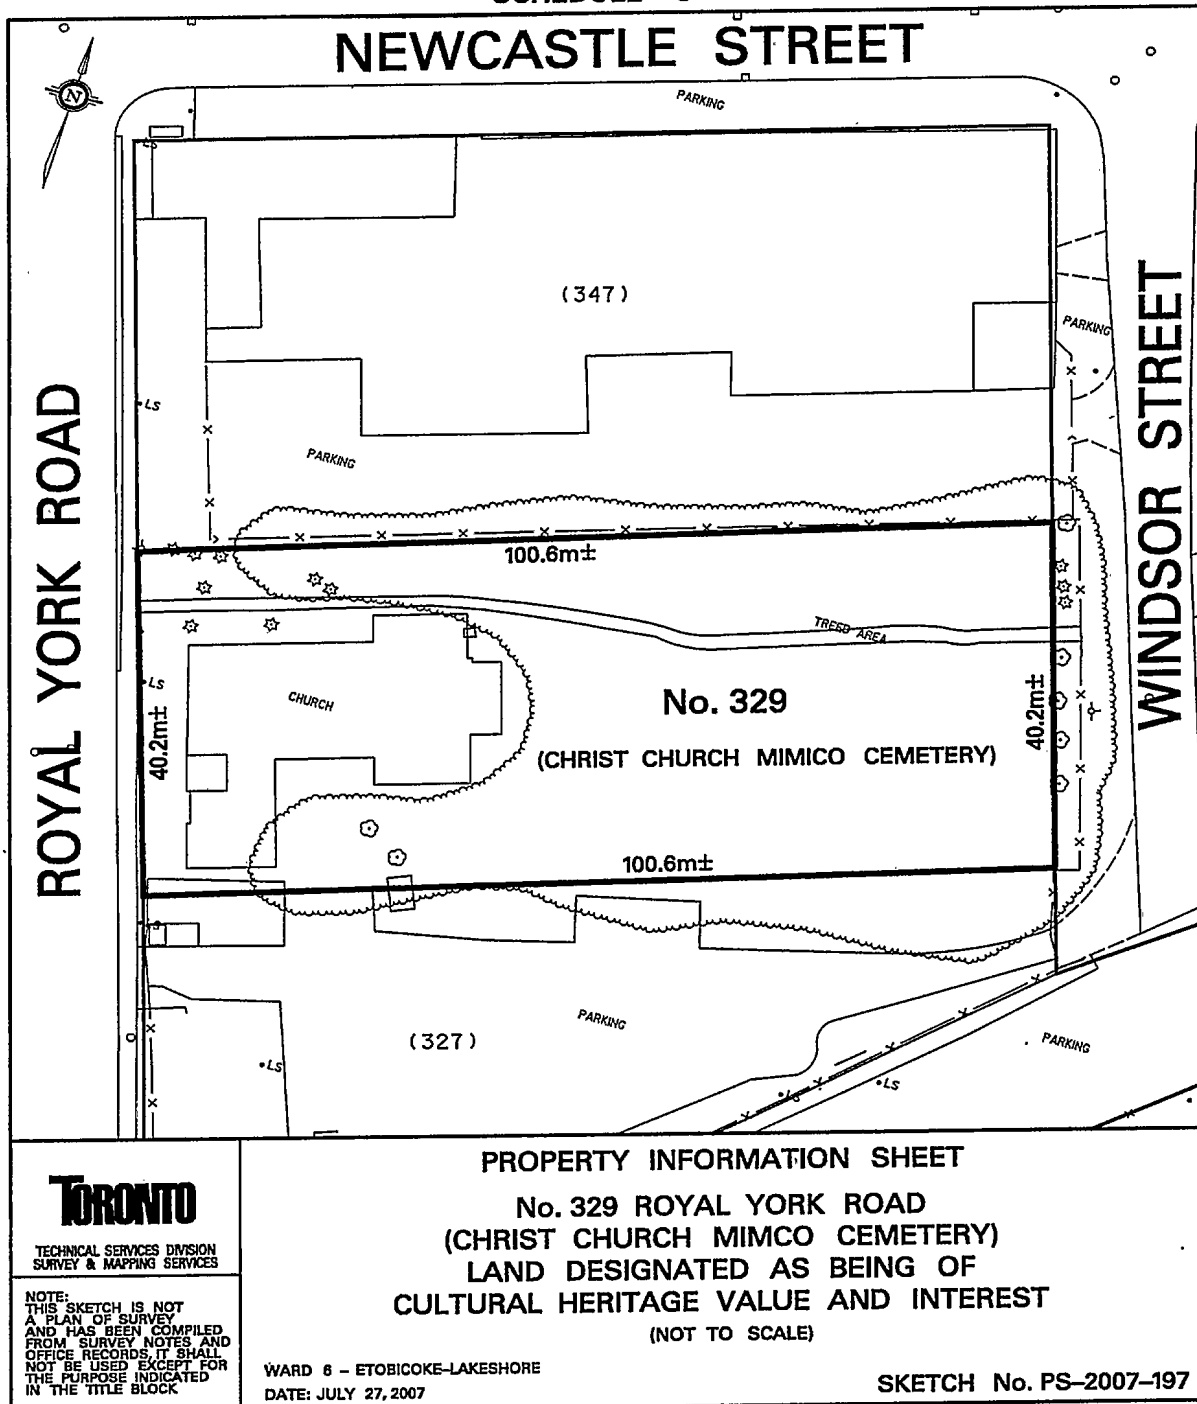 NEWCASTLE STREET
N
PARKING
LS
(347)
PARKING
WINDSOR STREET
ROYAL YORK ROAD
LS
PARKING
100.6m±
TREED AREA
LS
CHURCH
No. 329
(CHRIST CHURCH MIMICO CEMETERY)
40.2m±
40.2m±
100.6m±
(327)
PARKING
PARKING
LS
LS
LS
PROPERTY INFORMATION SHEET
No. 329 ROYAL YORK ROAD
(CHRIST CHURCH MIMCO CEMETERY)
LAND DESIGNATED AS BEING OF
CULTURAL HERITAGE VALUE AND INTEREST
(NOT TO SCALE)
TORONTO
TECHNICAL SERVICES DIVISION
SURVEY & MAPPING SERVICES
NOTE:
THIS SKETCH IS NOT
A PLAN OF SURVEY
AND HAS BEEN COMPILED
FROM SURVEY NOTES AND
OFFICE RECORDS, IT SHALL
NOT BE USED EXCEPT FOR
THE PURPOSE INDICATED
IN THE TITLE BLOCK
WARD 6 – ETOBICOKE–LAKESHORE
DATE: JULY 27, 2007
SKETCH No. PS–2007–197